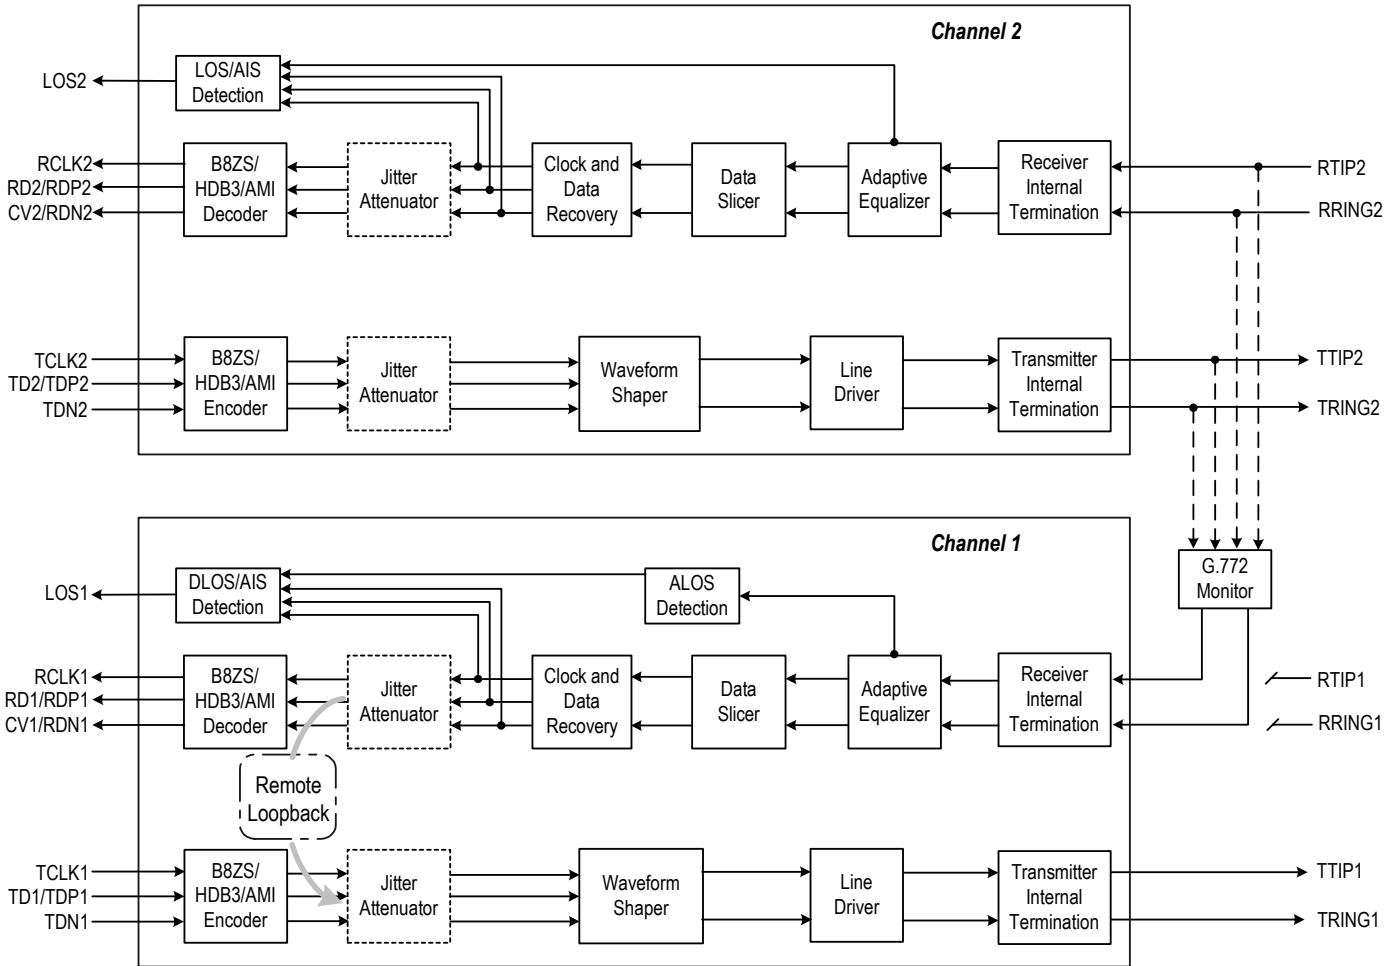 Channel 2
LOS/AIS
Detection
LOS2
RCLK2
RD2/RDP2
CV2/RDN2
B8ZS/
HDB3/AMI
Decoder
Jitter
Attenuator
Clock and
Data
Recovery
Data
Slicer
Adaptive
Equalizer
Receiver
Internal
Termination
RTIP2
RRING2
TCLK2
TD2/TDP2
TDN2
B8ZS/
HDB3/AMI
Encoder
Jitter
Attenuator
Waveform
Shaper
Line
Driver
Transmitter
Internal
Termination
TTIP2
TRING2
Channel 1
G.772
Monitor
LOS1
DLOS/AIS
Detection
ALOS
Detection
RCLK1
RD1/RDP1
CV1/RDN1
B8ZS/
HDB3/AMI
Decoder
Jitter
Attenuator
Clock and
Data
Recovery
Data
Slicer
Adaptive
Equalizer
Receiver
Internal
Termination
RTIP1
RRING1
Remote
Loopback
TCLK1
TD1/TDP1
TDN1
B8ZS/
HDB3/AMI
Encoder
Jitter
Attenuator
Waveform
Shaper
Line
Driver
Transmitter
Internal
Termination
TTIP1
TRING1